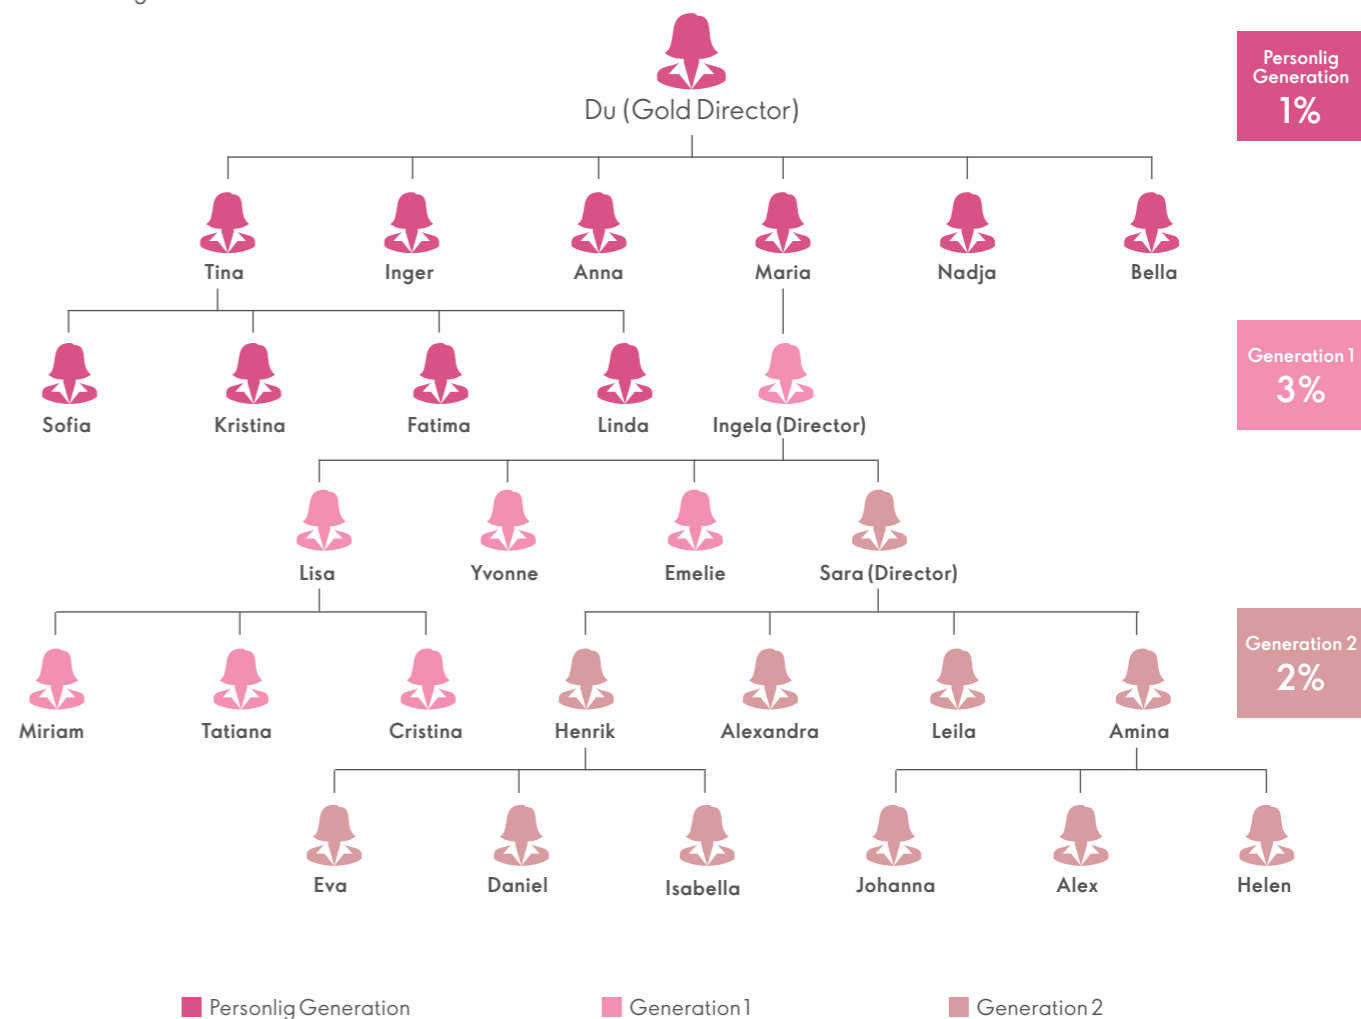 Du (Gold Director)
Personlig
Generation
1%
Tina
Inger
Anna
Maria
Nadja
Bella
Sofia
Kristina
Fatima
Linda
Ingela (Director)
Generation 1
3%
Lisa
Yvonne
Emelie
Sara (Director)
Generation 2
2%
Miriam
Tatiana
Cristina
Henrik
Alexandra
Leila
Amina
Eva
Daniel
Isabella
Johanna
Alex
Helen
Personlig Generation
Generation 1
Generation 2